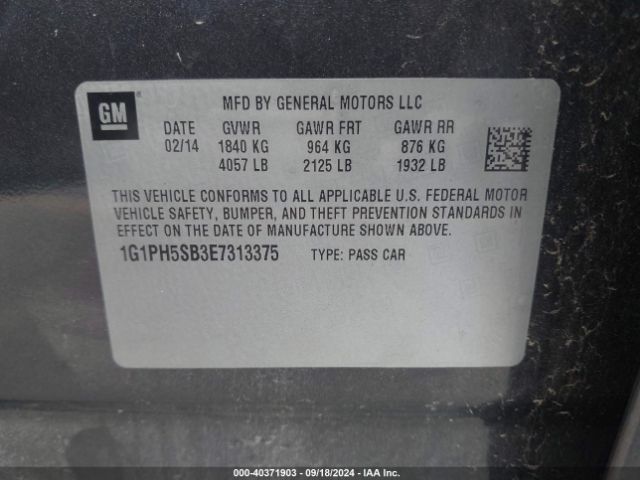 GM
MFD BY GENERAL MOTORS LLC
DATE GVWR GAWR FRT GAWR RR
02/14 1840 KG 964 KG 876 KG
4057 LB 2125 LB 1932 LB
THIS VEHICLE CONFORMS TO ALL APPLICABLE U.S. FEDERAL MOTOR
VEHICLE SAFETY, BUMPER, AND THEFT PREVENTION STANDARDS IN
EFFECT ON THE DATE OF MANUFACTURE SHOWN ABOVE.
1G1PH5SB3E7313375 TYPE: PASS CAR
000-40371903 - 09/18/2024 - IAA Inc.